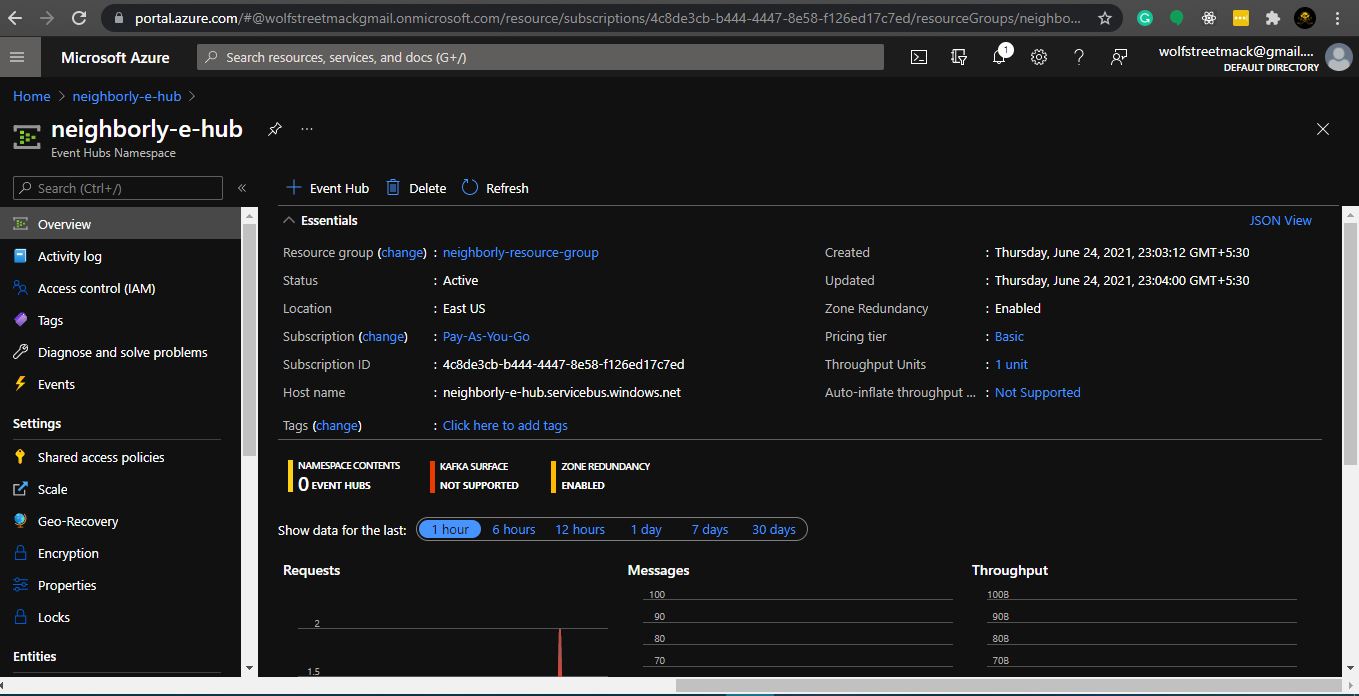 portal.azure.com/#@wolfstreetmackgmail.onmicrosoft.com/resource/subscriptions/4c8de3cb-b444-4447-8e58-f126ed17c7ed/resourceGroups/neighbo...
Microsoft Azure
Search resources, services, and docs (G+/)
1
wolfstreetmack@gmail....
DEFAULT DIRECTORY
Home > neighborly-e-hub >
neighborly-e-hub
Event Hubs Namespace
Search (Ctrl+/)
Overview
Activity log
Access control (IAM)
Tags
Diagnose and solve problems
Events
Settings
Shared access policies
Scale
Geo-Recovery
Encryption
Properties
Locks
Entities
Event Hub Delete Refresh
Essentials JSON View
Resource group (change) : neighborly-resource-group
Status : Active
Location : East US
Subscription (change) : Pay-As-You-Go
Subscription ID : 4c8de3cb-b444-4447-8e58-f126ed17c7ed
Host name : neighborly-e-hub.servicebus.windows.net
Tags (change) : Click here to add tags
Created : Thursday, June 24, 2021, 23:03:12 GMT+5:30
Updated : Thursday, June 24, 2021, 23:04:00 GMT+5:30
Zone Redundancy : Enabled
Pricing tier : Basic
Throughput Units : 1 unit
Auto-inflate throughput ... : Not Supported
NAMESPACE CONTENTS
0 EVENT HUBS
KAFKA SURFACE
NOT SUPPORTED
ZONE REDUNDANCY
ENABLED
Show data for the last: 1 hour 6 hours 12 hours 1 day 7 days 30 days
Requests
2
1.5
Messages
100
90
80
70
Throughput
100B
90B
80B
70B